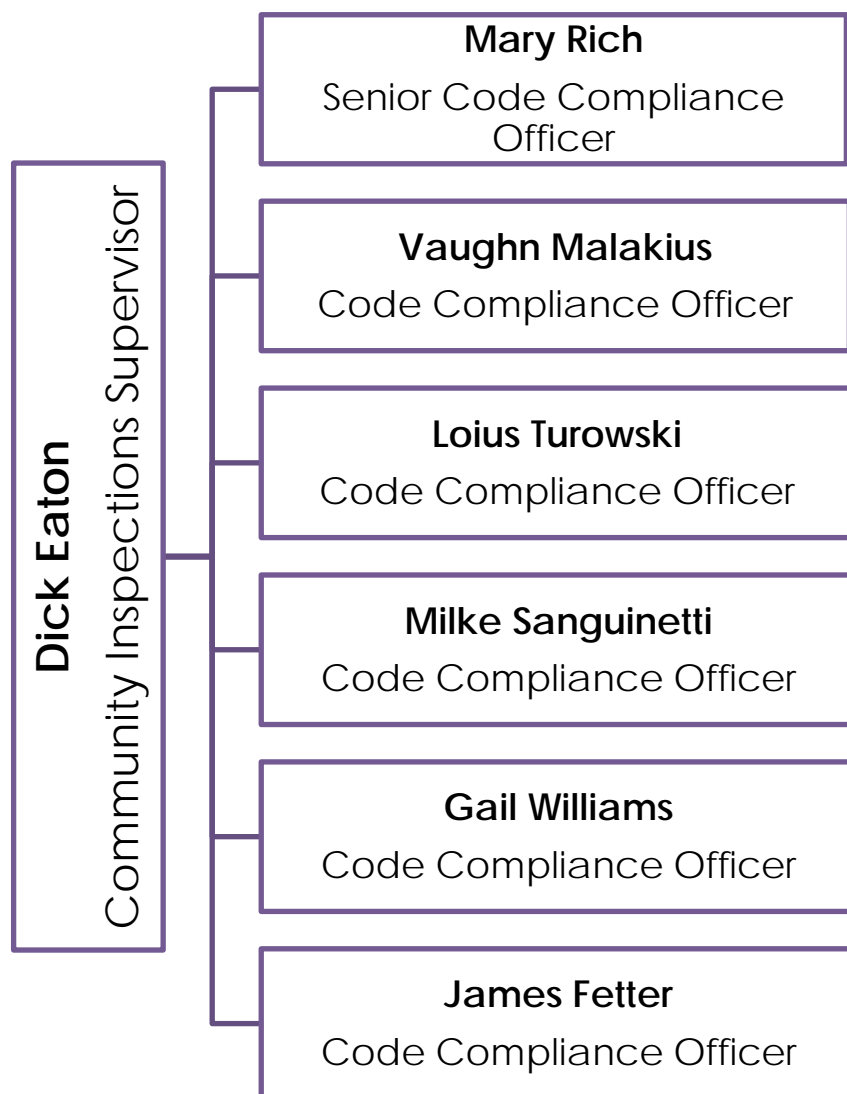 Dick Eaton
Community Inspections Supervisor
Mary Rich
Senior Code Compliance
Officer
Vaughn Malakius
Code Compliance Officer
Loius Turowski
Code Compliance Officer
Milke Sanguinetti
Code Compliance Officer
Gail Williams
Code Compliance Officer
James Fetter
Code Compliance Officer